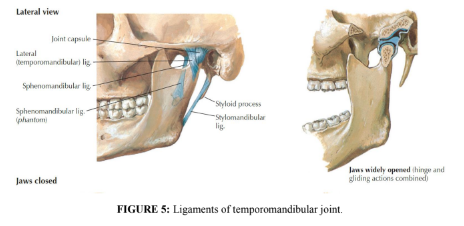 Lateral view
Joint capsule
Lateral
(temporomandibular) lig.
Sphenomandibular lig.
Sphenomandibular lig.
(phantom)
Styloid process
Stylomandibular
lig.
Jaws closed
Jaws widely opened (hinge and
gliding actions combined)
FIGURE 5: Ligaments of temporomandibular joint.